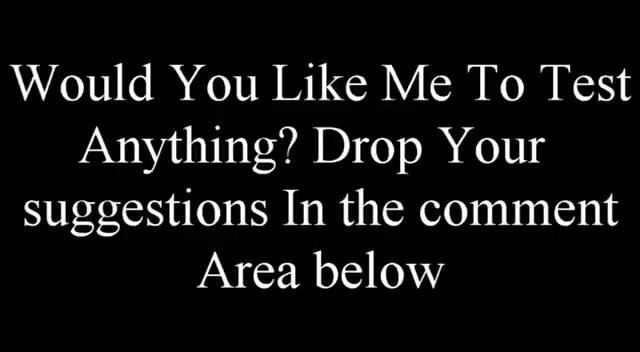 Would You Like Me To Test
Anything? Drop Your
suggestions In the comment
Area below